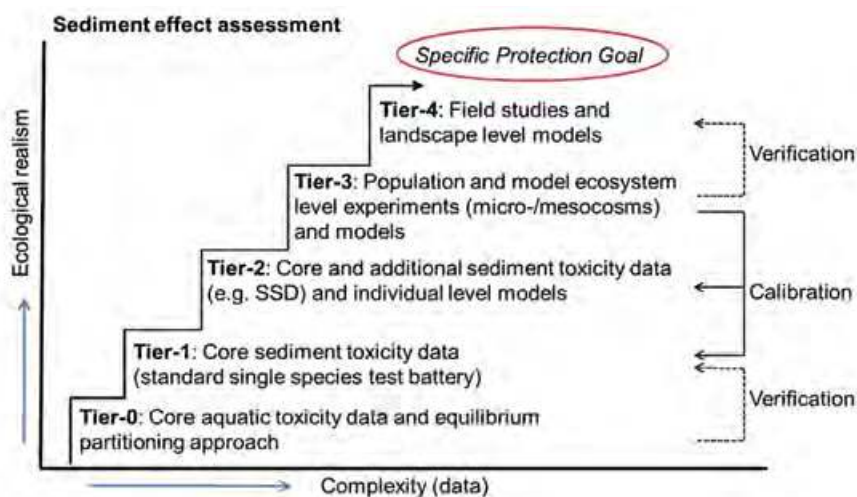 Sediment effect assessment
Specific Protection Goal
Tier-4: Field studies and
landscape level models
Verification
Tier-3: Population and model ecosystem
level experiments (micro-/mesocosms)
and models
Tier-2: Core and additional sediment toxicity data
(e.g. SSD) and individual level models
Calibration
Tier-1: Core sediment toxicity data
(standard single species test battery)
Tier-0: Core aquatic toxicity data and equilibrium
partitioning approach
Verification
Ecological realism
Complexity (data)